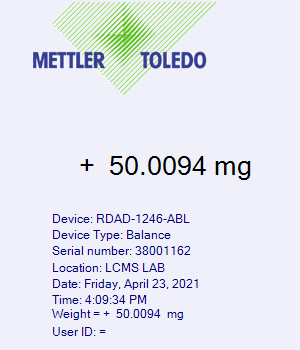 METTLER TOLEDO
+ 50.0094 mg
Device: RDAD-1246-ABL
Device Type: Balance
Serial number: 38001162
Location: LCMS LAB
Date: Friday, April 23, 2021
Time: 4:09:34 PM
Weight = + 50.0094 mg
User ID: =